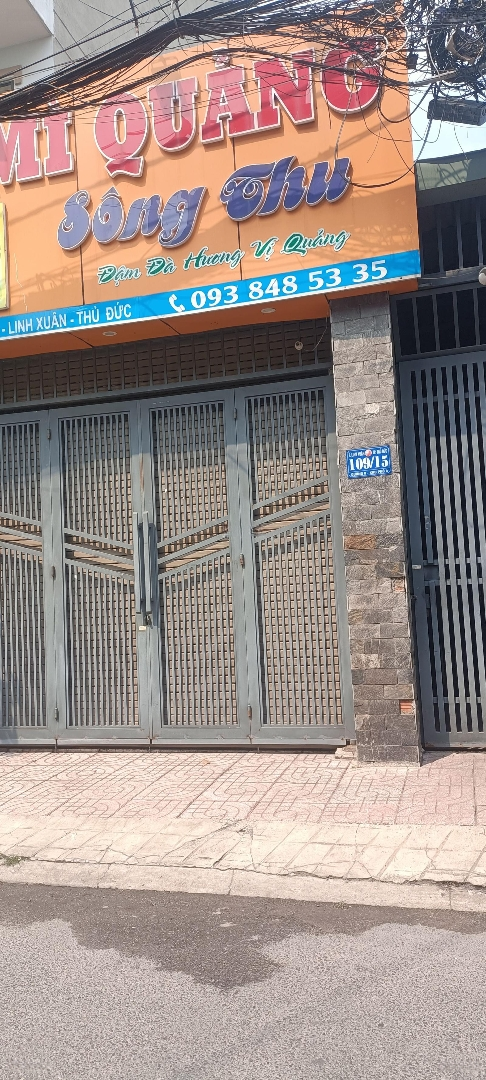 MÌ QUẢNG
Sông Thu
Đậm Đà Hương Vị Quảng
- LINH XUÂN - THỦ ĐỨC 093 848 53 35
109/15